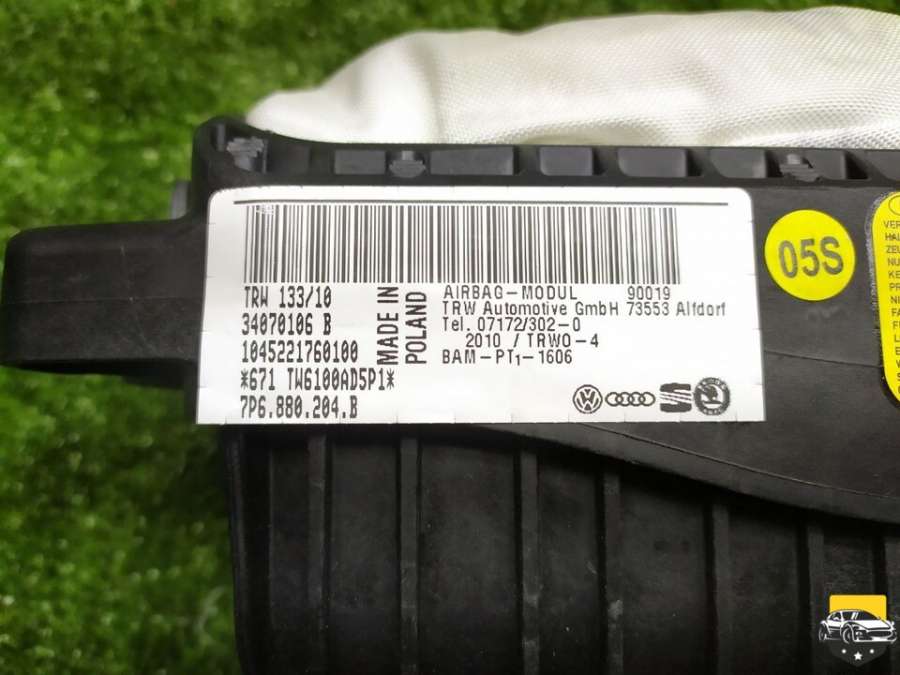 TRW 133/10
34070106 B
1045221760100
*671 TW6100AD5P1*
7P6.880.204.B
MADE IN
POLAND
AIRBAG-MODUL 90019
TRW Automotive GmbH 73553 Alfdorf
Tel. 07172/302-0
2010 / TRWO-4
BAM-PT1-1606
05S